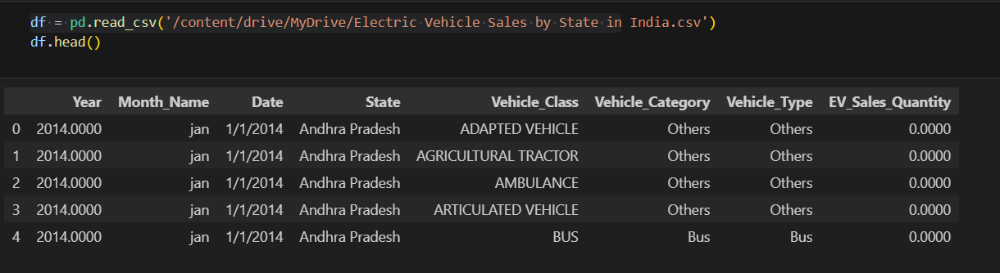 df = pd.read_csv('/content/drive/MyDrive/Electric Vehicle Sales by State in India.csv')
df.head()
Year Month_Name Date State Vehicle_Class Vehicle_Category Vehicle_Type EV_Sales_Quantity
0 2014.0000 jan 1/1/2014 Andhra Pradesh ADAPTED VEHICLE Others Others 0.0000
1 2014.0000 jan 1/1/2014 Andhra Pradesh AGRICULTURAL TRACTOR Others Others 0.0000
2 2014.0000 jan 1/1/2014 Andhra Pradesh AMBULANCE Others Others 0.0000
3 2014.0000 jan 1/1/2014 Andhra Pradesh ARTICULATED VEHICLE Others Others 0.0000
4 2014.0000 jan 1/1/2014 Andhra Pradesh BUS Bus Bus 0.0000